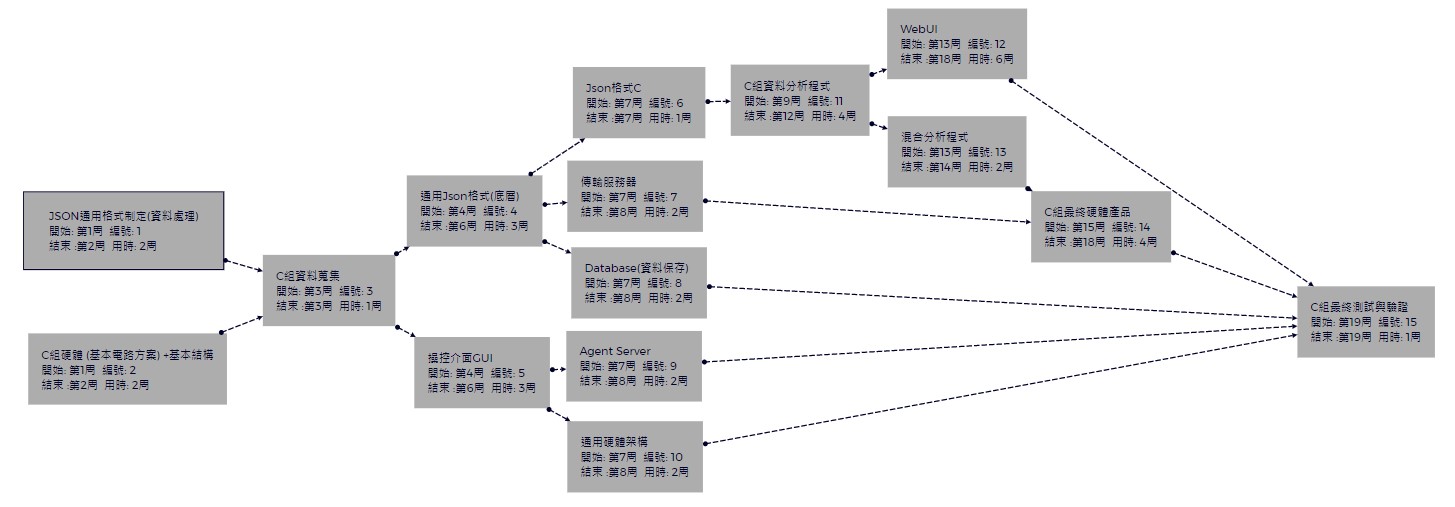 WebUI
開始: 第13周 編號: 12
結束 :第18周 用時: 6周
Json格式C
開始: 第7周 編號: 6
結束 :第7周 用時: 1周
C組資料分析程式
開始: 第9周 編號: 11
結束 :第12周 用時: 4周
混合分析程式
開始: 第13周 編號: 13
結束 :第14周 用時: 2周
通用Json格式(底層)
開始: 第4周 編號: 4
結束 :第6周 用時: 3周
傳輸服務器
開始: 第7周 編號: 7
結束 :第8周 用時: 2周
JSON通用格式制定(資料處理)
開始: 第1周 編號: 1
結束 :第2周 用時: 2周
C組最終硬體產品
開始: 第15周 編號: 14
結束 :第18周 用時: 4周
C組資料蒐集
開始: 第3周 編號: 3
結束 :第3周 用時: 1周
Database(資料保存)
開始: 第7周 編號: 8
結束 :第8周 用時: 2周
C組最終測試與驗證
開始: 第19周 編號: 15
結束 :第19周 用時: 1周
C組硬體 (基本電路方案) +基本結構
開始: 第1周 編號: 2
結束 :第2周 用時: 2周
操控介面GUI
開始: 第4周 編號: 5
結束 :第6周 用時: 3周
Agent Server
開始: 第7周 編號: 9
結束 :第8周 用時: 2周
通用硬體架構
開始: 第7周 編號: 10
結束 :第8周 用時: 2周